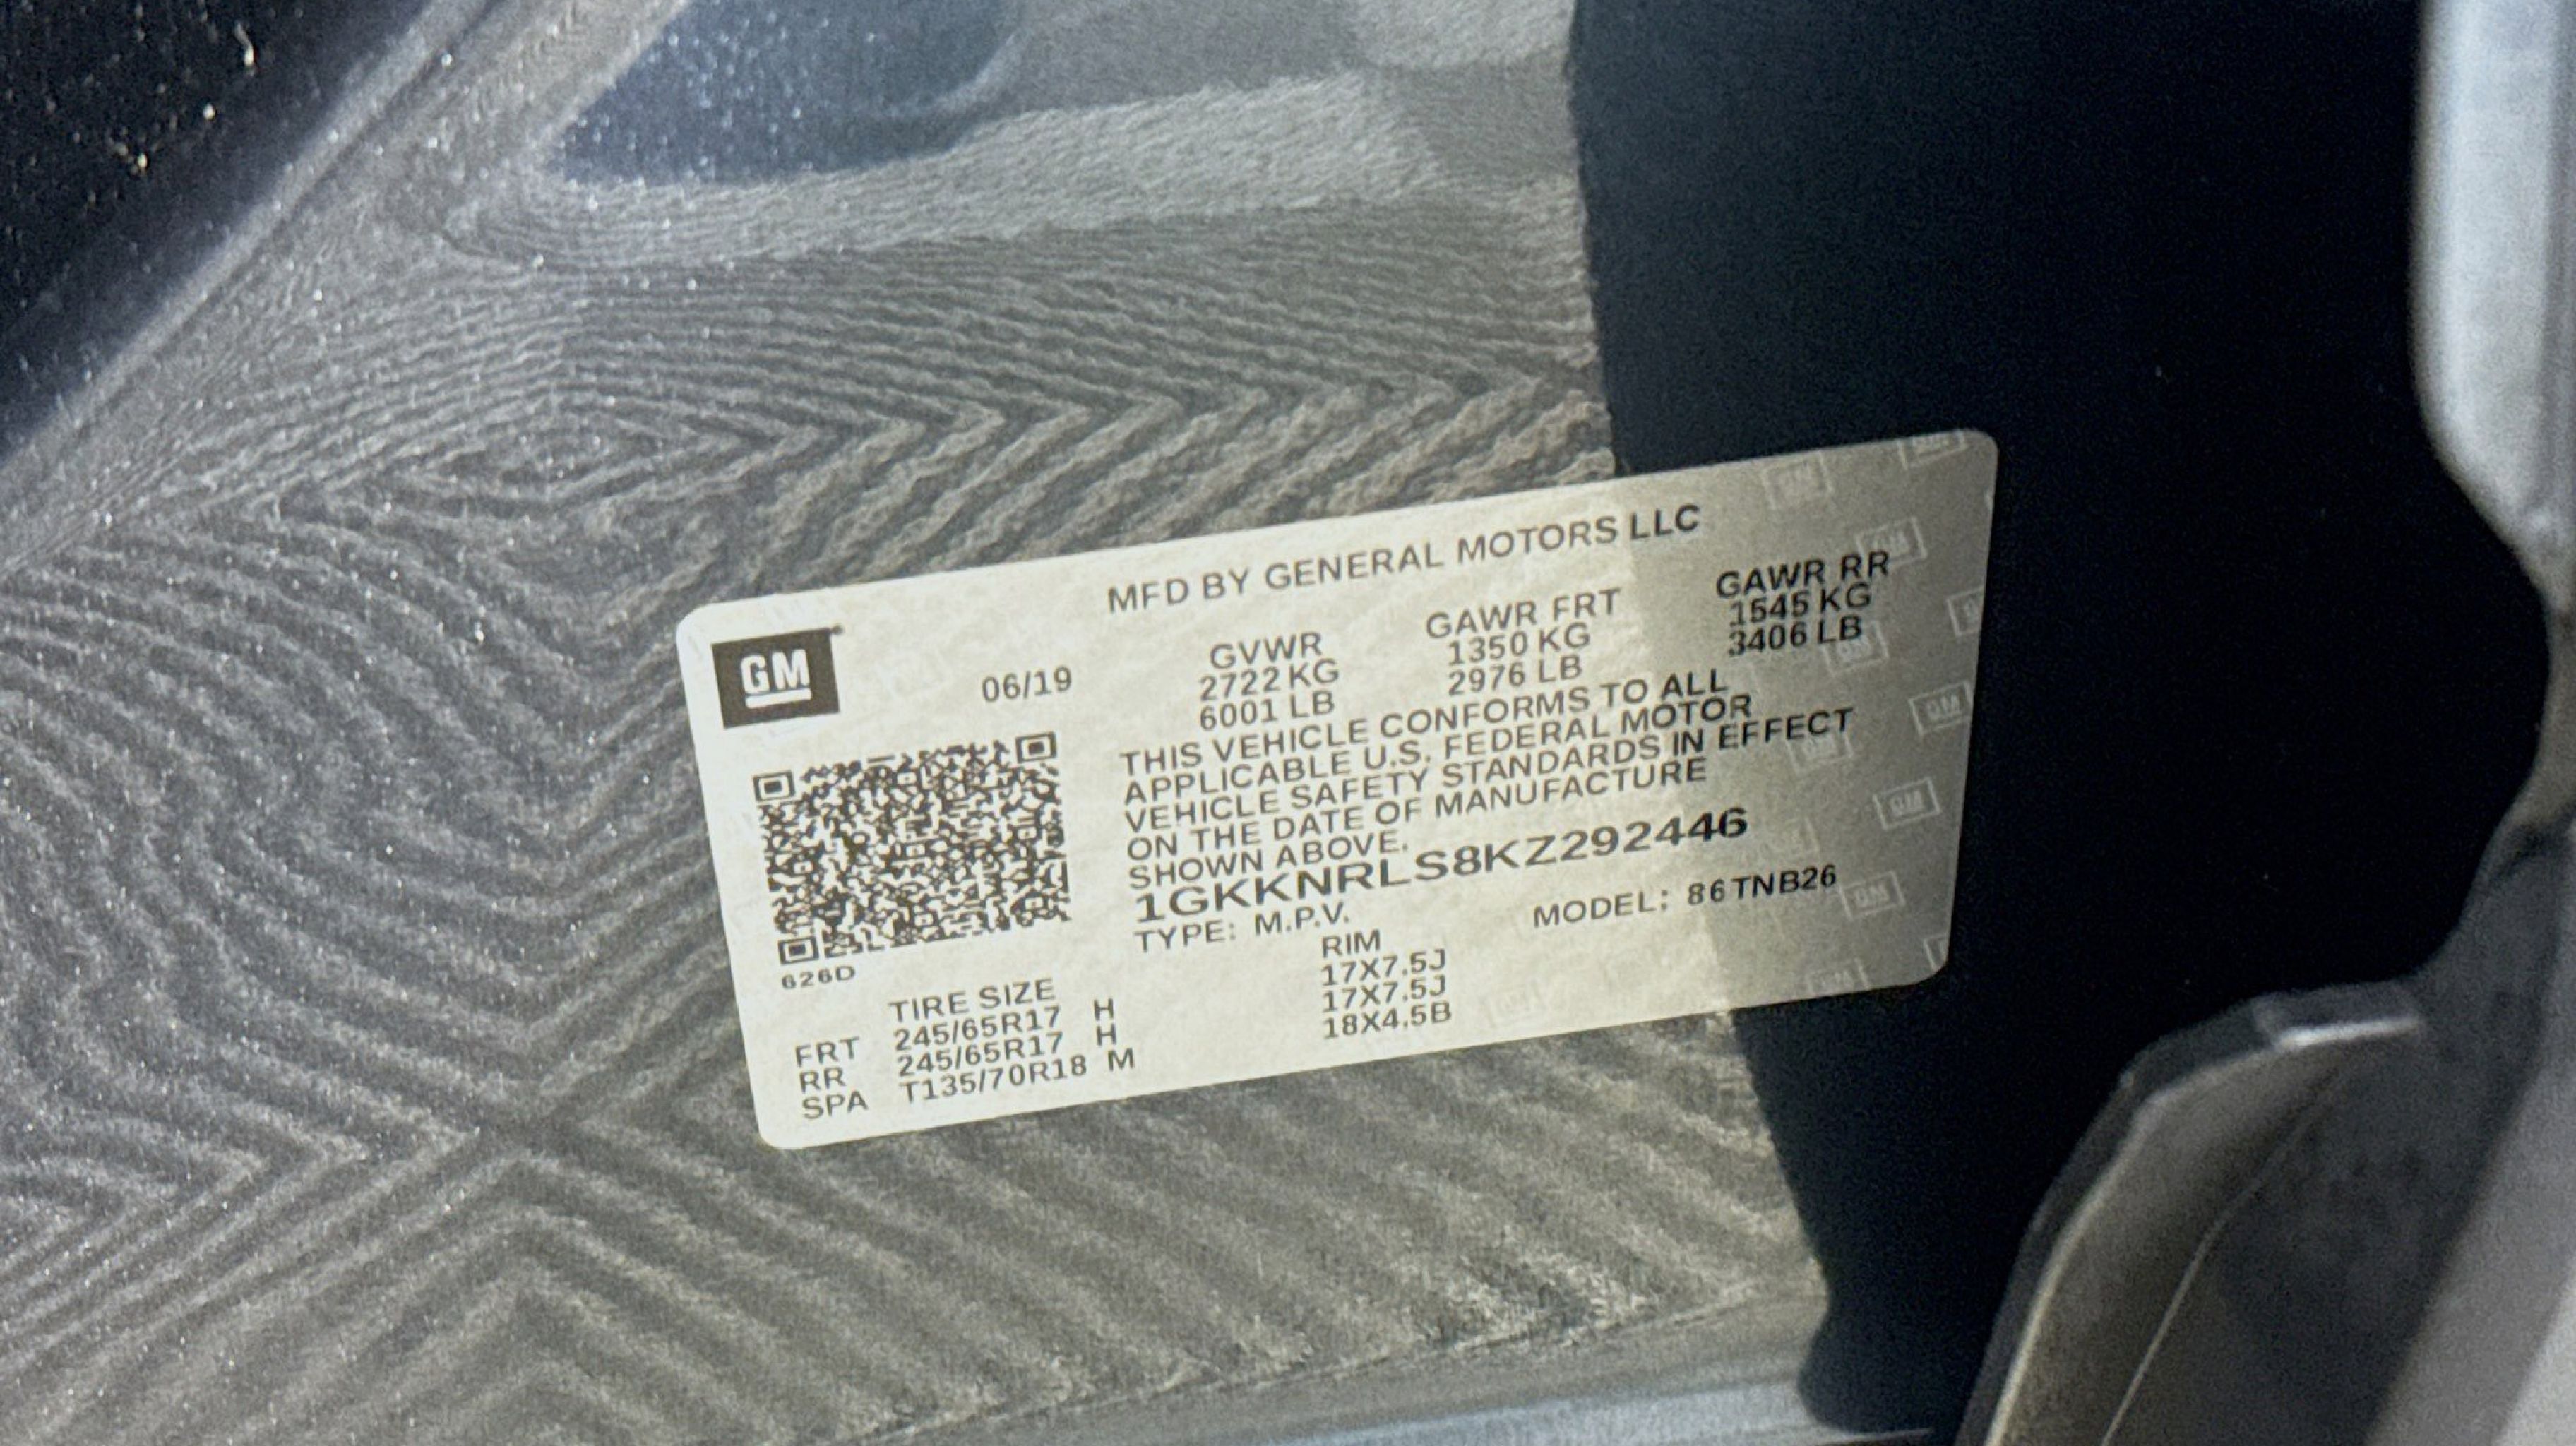 MFD BY GENERAL MOTORS LLC
GM
06/19
GVWR GAWR FRT GAWR RR
2722 KG 1350 KG 1545 KG
6001 LB 2976 LB 3406 LB
THIS VEHICLE CONFORMS TO ALL
APPLICABLE U.S. FEDERAL MOTOR
VEHICLE SAFETY STANDARDS IN EFFECT
ON THE DATE OF MANUFACTURE
SHOWN ABOVE.
1GKKNRLS8KZ292446
TYPE: M.P.V. MODEL: 86TNB26
626D
TIRE SIZE RIM
FRT 245/65R17 H 17X7.5J
RR 245/65R17 H 17X7.5J
SPA T135/70R18 M 18X4.5B